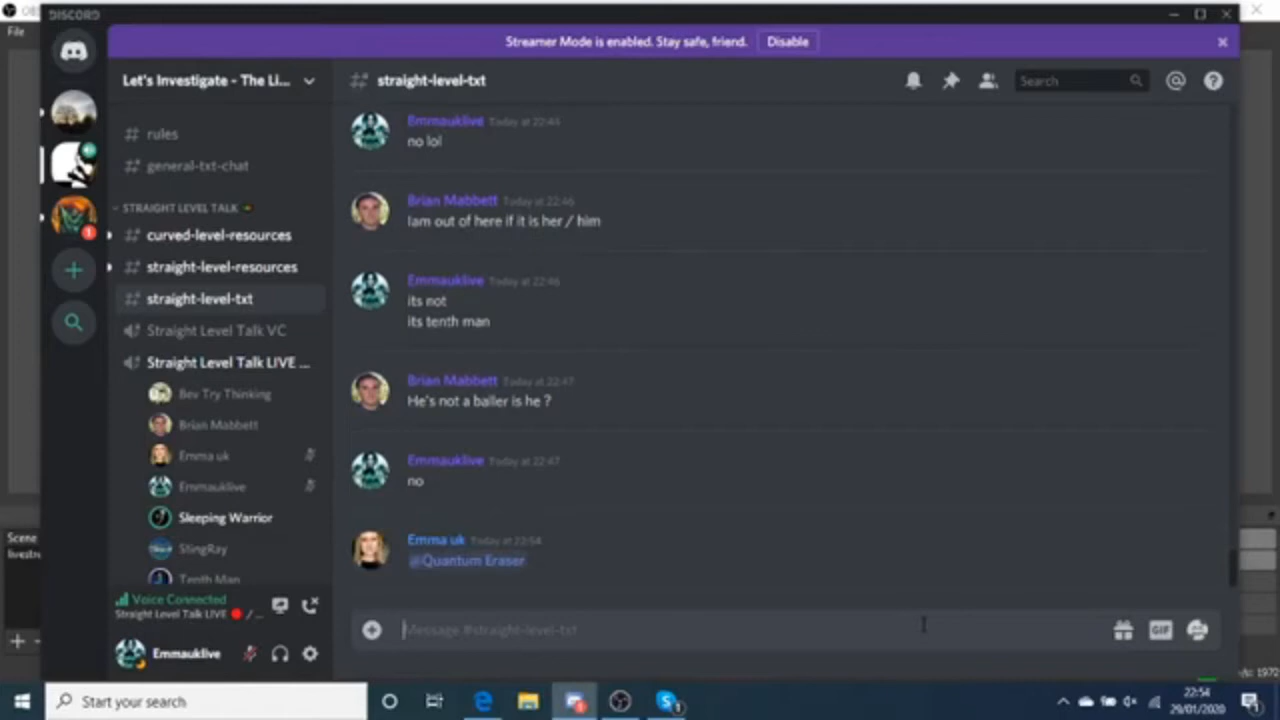 DISCORD
File
Streamer Mode is enabled. Stay safe, friend.
Disable
Let's Investigate - The Li...
straight-level-txt
Search
rules
general-txt-chat
STRAIGHT LEVEL TALK
curved-level-resources
straight-level-resources
straight-level-txt
Straight Level Talk VC
Straight Level Talk LIVE ...
Bev Try Thinking
Brian Mabbett
Emma uk
Emmauklive
Sleeping Warrior
StingRay
Tenth Man
Voice Connected
Straight Level Talk LIVE 🔴 / ...
Emmauklive
Emmauklive Today at
no lol
Brian Mabbett Today at 22:46
Iam out of here if it is her / him
Emmauklive Today at 22:46
its not
its tenth man
Brian Mabbett Today at 22:47
He's not a baller is he ?
Emmauklive Today at 22:47
no
Emma uk Today at 22:54
@Quantum Eraser
Message #straight-level-txt
GIF
Scene
Start your search
22:54
29/01/2020